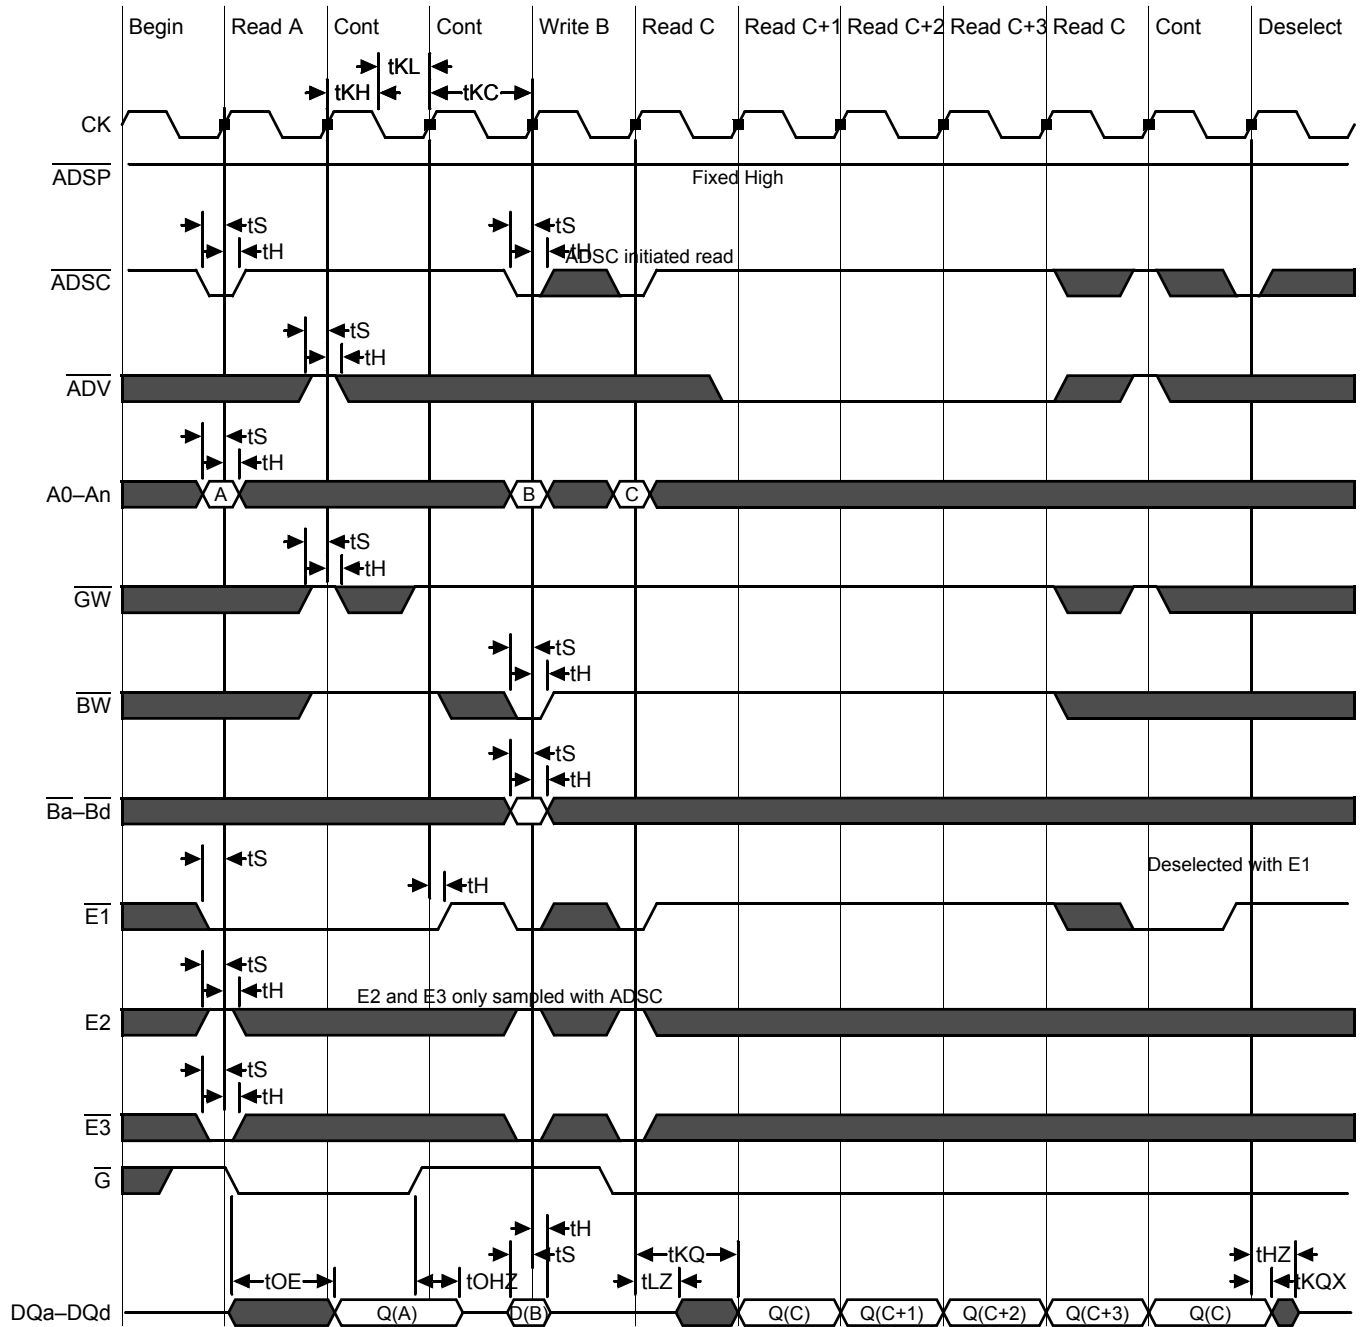 Begin Read A Cont Cont Write B Read C Read C+1 Read C+2 Read C+3 Read C Cont Deselect
tKL
tKH tKC
CK
ADSP
Fixed High
tS tS
tH tH
ADSC initiated read
ADSC
tS
tH
ADV
tS
tH
A0–An A B C
tS
tH
GW
tS
tH
BW
tS
tH
Ba–Bd
tS
Deselected with E1
tH
E1
tS
tH
E2 and E3 only sampled with ADSC
E2
tS
tH
E3
G
tH
tS tKQ tHZ
tOE tOHZ tLZ tKQX
DQa–DQd Q(A) D(B) Q(C) Q(C+1) Q(C+2) Q(C+3) Q(C)